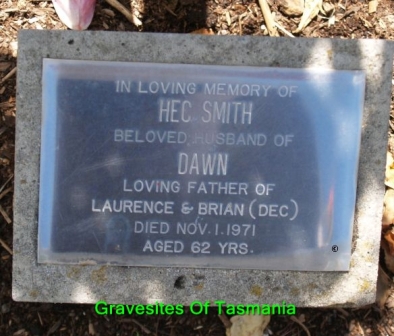 IN LOVING MEMORY OF
HEC SMITH
BELOVED HUSBAND OF
DAWN
LOVING FATHER OF
LAURENCE & BRIAN (DEC)
DIED NOV. 1. 1971
AGED 62 YRS.
©
Gravesites Of Tasmania